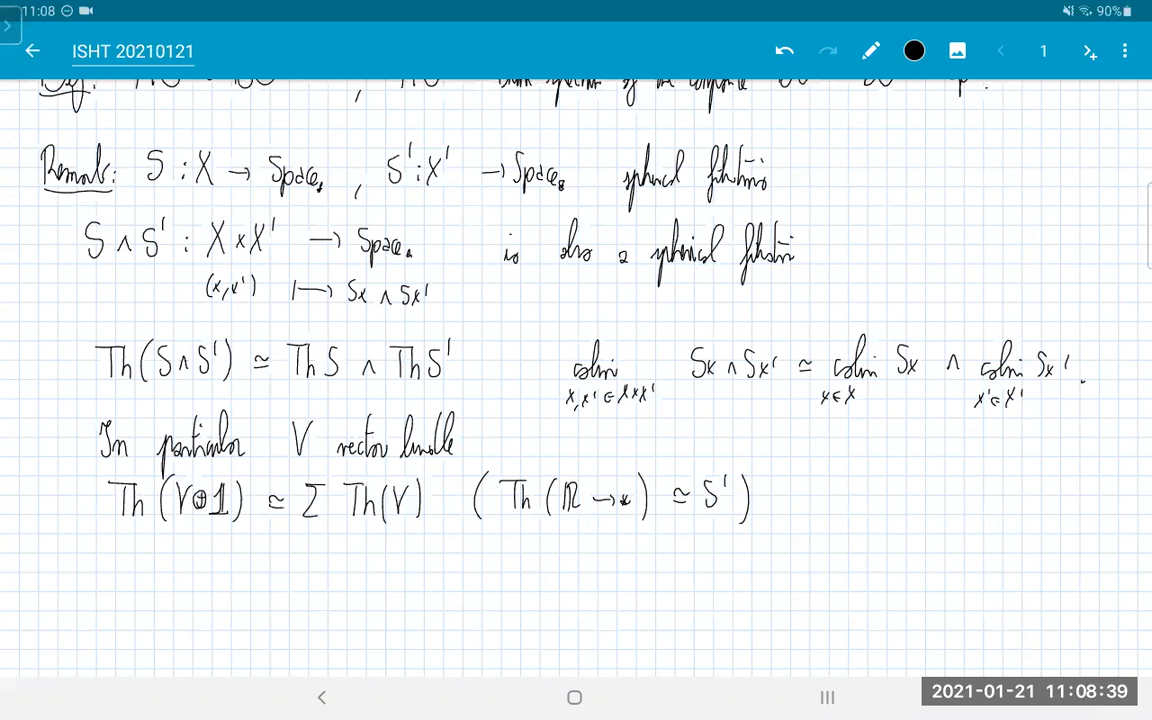 11:08
90%
ISHT 20210121
1
Def:
Remark: S : X → Space* , S' : X' → Space* spherical fibrations
S ∧ S' : X × X' → Space* is also a spherical fibration
(x,x') ↦ Sx ∧ Sx'
Th(S∧S') ≃ Th S ∧ Th S' colim Sx ∧ Sx' ≃ colim Sx ∧ colim Sx'.
x,x'∈X×X' x∈X x'∈X'
In particular V vector bundle
Th(V⊕1) ≃ Σ Th(V) (Th(ℝ→*) ≃ S¹)
2021-01-21 11:08:39